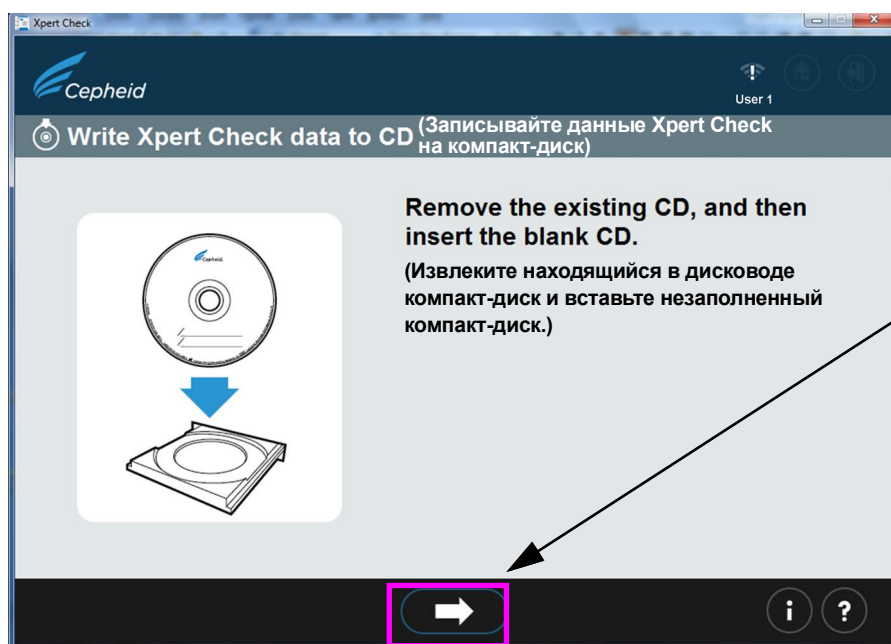 Xpert Check
Cepheid
User 1
Write Xpert Check data to CD
(Записывайте данные Xpert Check
на компакт-диск)
Cepheid
Remove the existing CD, and then
insert the blank CD.
(Извлеките находящийся в дисководе
компакт-диск и вставьте незаполненный
компакт-диск.)
i ?